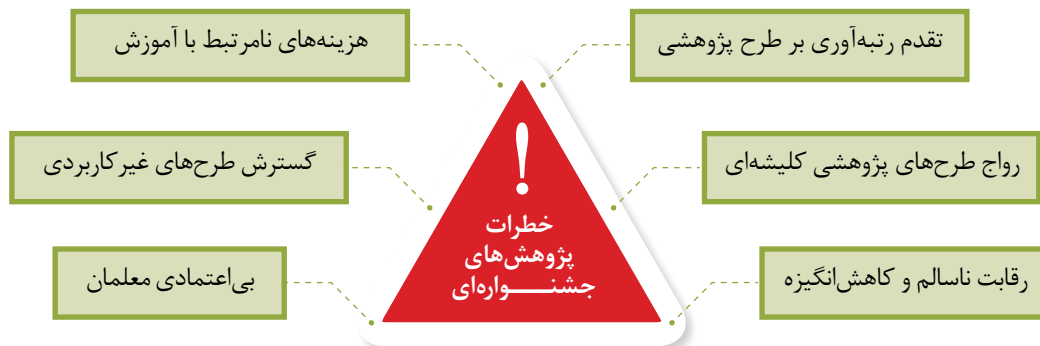 تقدم رتبه‌آوری بر طرح پژوهشی
هزینه‌های نامرتبط با آموزش
رواج طرح‌های پژوهشی کلیشه‌ای
گسترش طرح‌های غیرکاربردی
رقابت ناسالم و کاهش‌انگیزه
بی‌اعتمادی معلمان
!
خطرات
پژوهش‌های
جشنـــواره‌ای